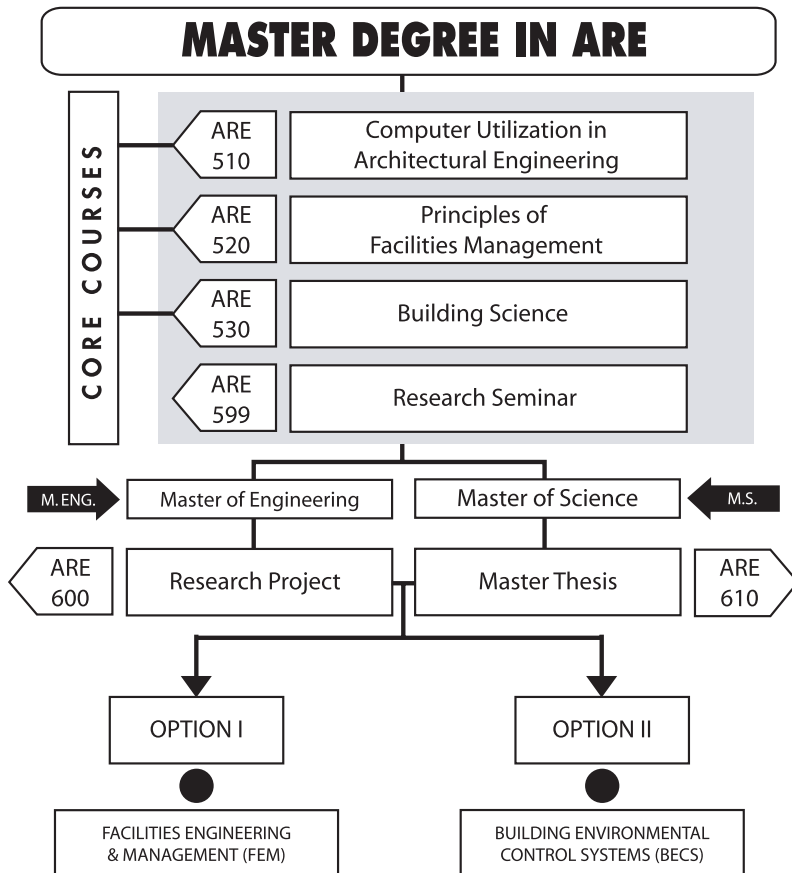 MASTER DEGREE IN ARE
CORE COURSES
ARE
510
Computer Utilization in
Architectural Engineering
ARE
520
Principles of
Facilities Management
ARE
530
Building Science
ARE
599
Research Seminar
M. ENG.
Master of Engineering
Master of Science
M.S.
ARE
600
Research Project
Master Thesis
ARE
610
OPTION I
OPTION II
FACILITIES ENGINEERING
& MANAGEMENT (FEM)
BUILDING ENVIRONMENTAL
CONTROL SYSTEMS (BECS)